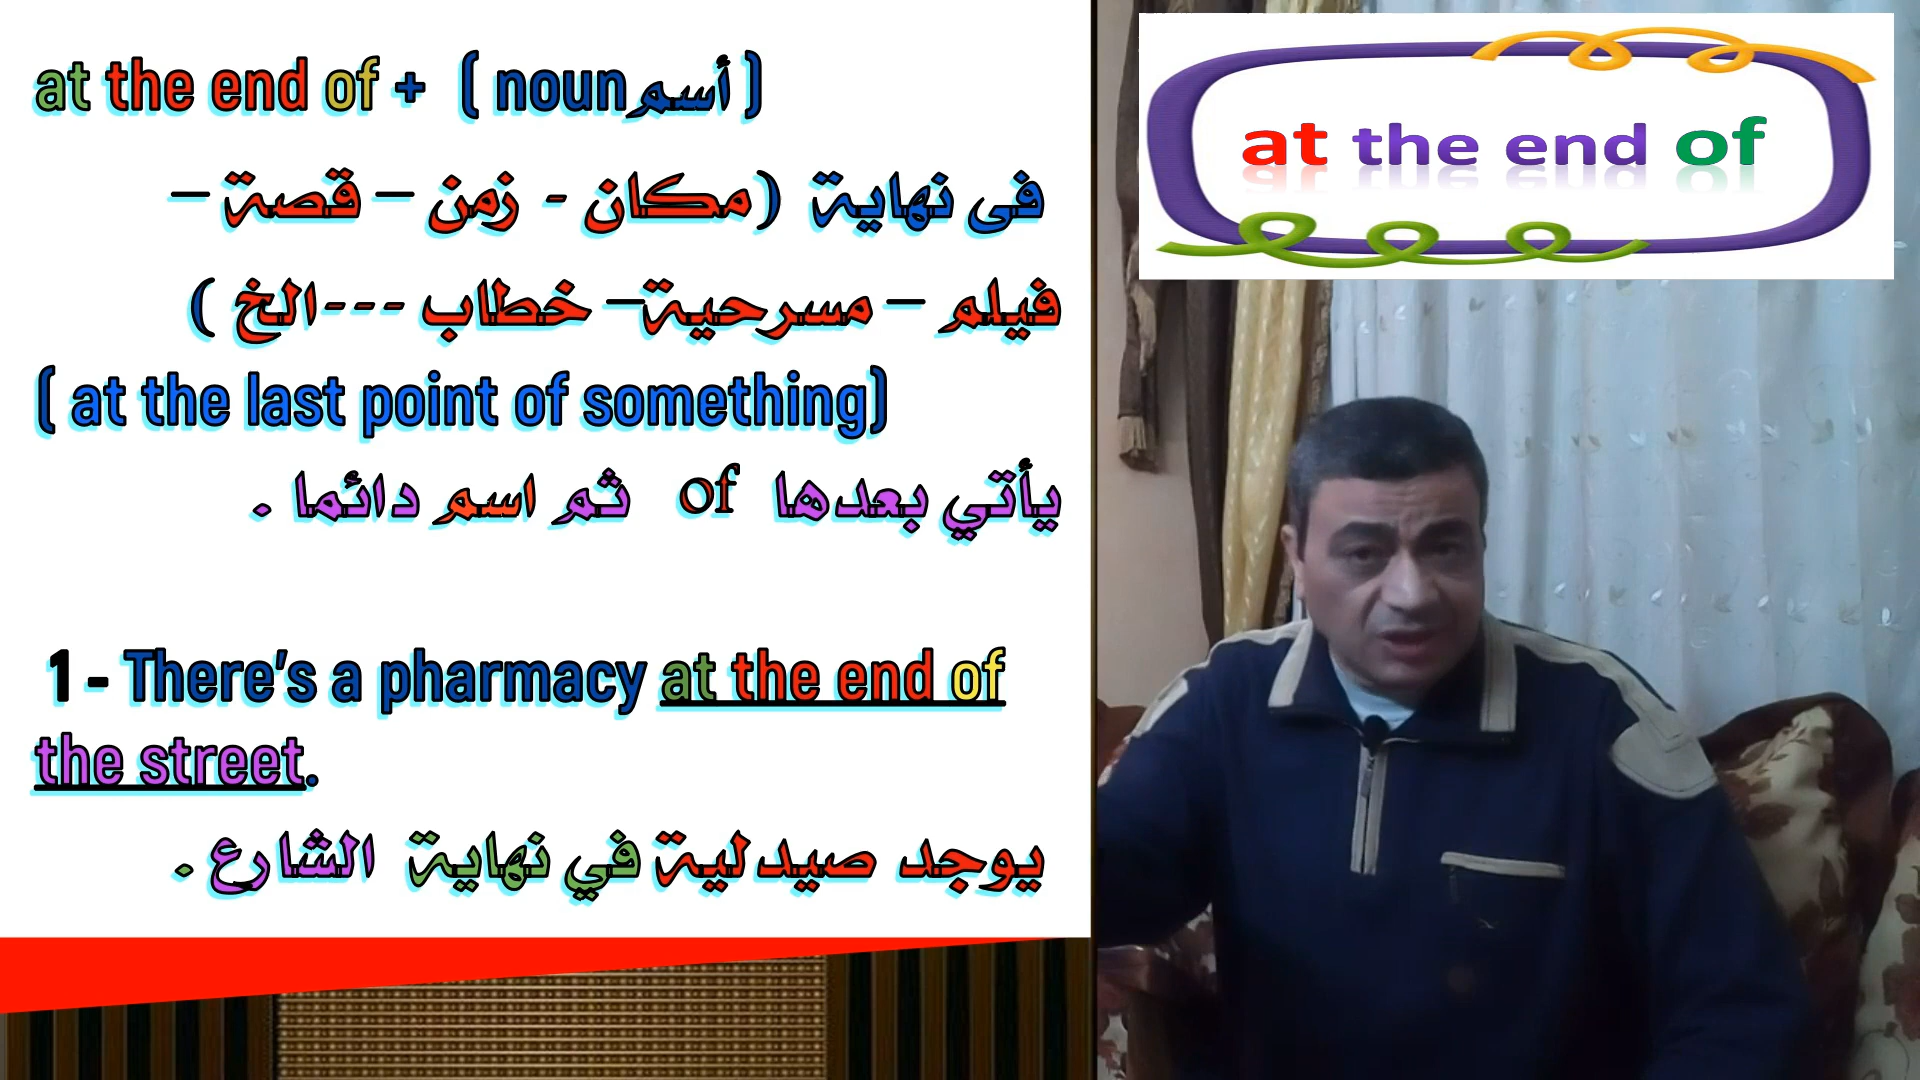 at the end of + ( noun أسم )
فى نهاية (مكان - زمن – قصة –
فيلم – مسرحية– خطاب ---الخ )
( at the last point of something)
يأتي بعدها of ثم اسم دائما .
1 - There's a pharmacy at the end of
the street.
يوجد صيدلية في نهاية الشارع .
at the end of